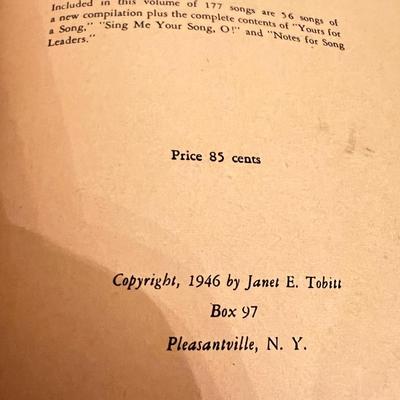 Included in this volume of 177 songs are 56 songs of
a new compilation plus the complete contents of "Yours for
a Song," "Sing Me Your Song, O!" and "Notes for Song
Leaders."
Price 85 cents
Copyright, 1946 by Janet E. Tobitt
Box 97
Pleasantville, N. Y.